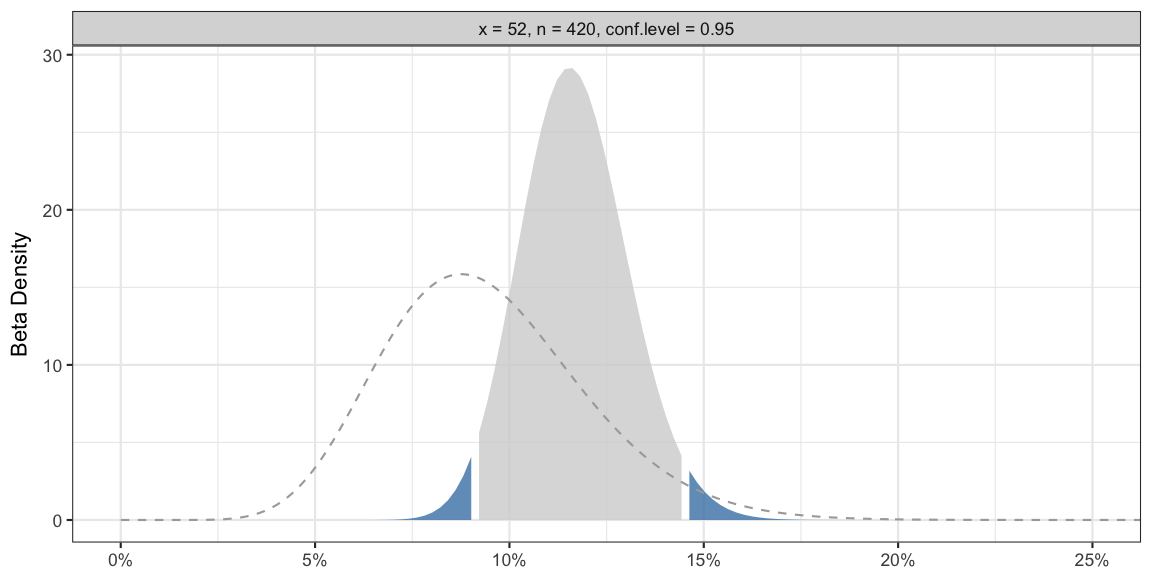 x = 52, n = 420, conf.level = 0.95
30
20
10
0
Beta Density
0% 5% 10% 15% 20% 25%